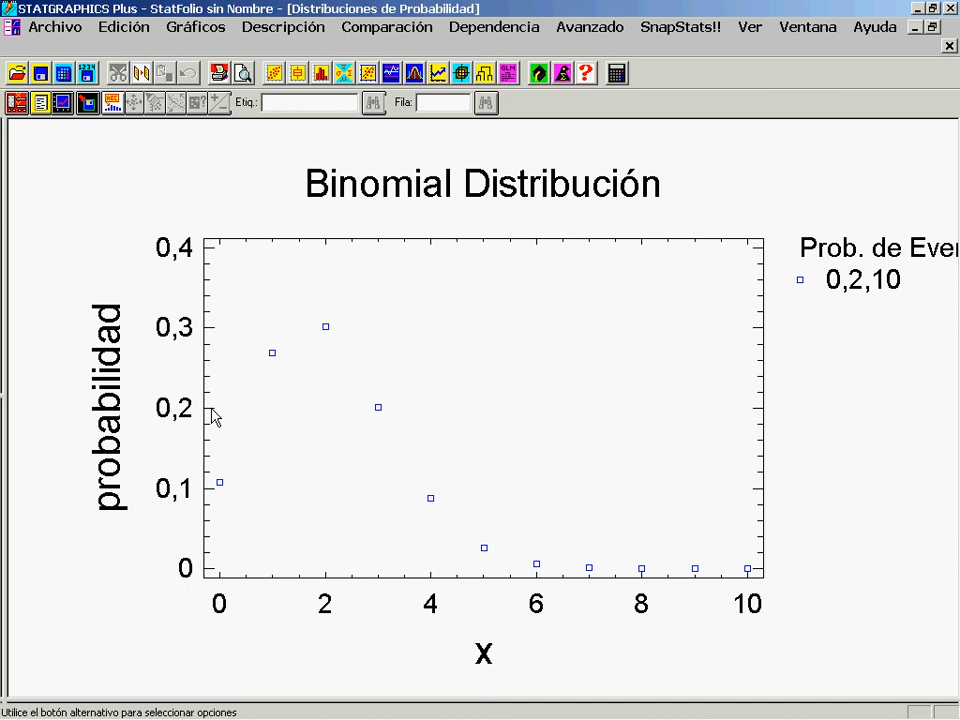 STATGRAPHICS Plus - StatFolio sin Nombre - [Distribuciones de Probabilidad]
Archivo Edición Gráficos Descripción Comparación Dependencia Avanzado SnapStats!! Ver Ventana Ayuda
Etiq.: Fila:
Binomial Distribución
probabilidad
0,4
0,3
0,2
0,1
0
0 2 4 6 8 10
x
Prob. de Ever
0,2,10
Utilice el botón alternativo para seleccionar opciones